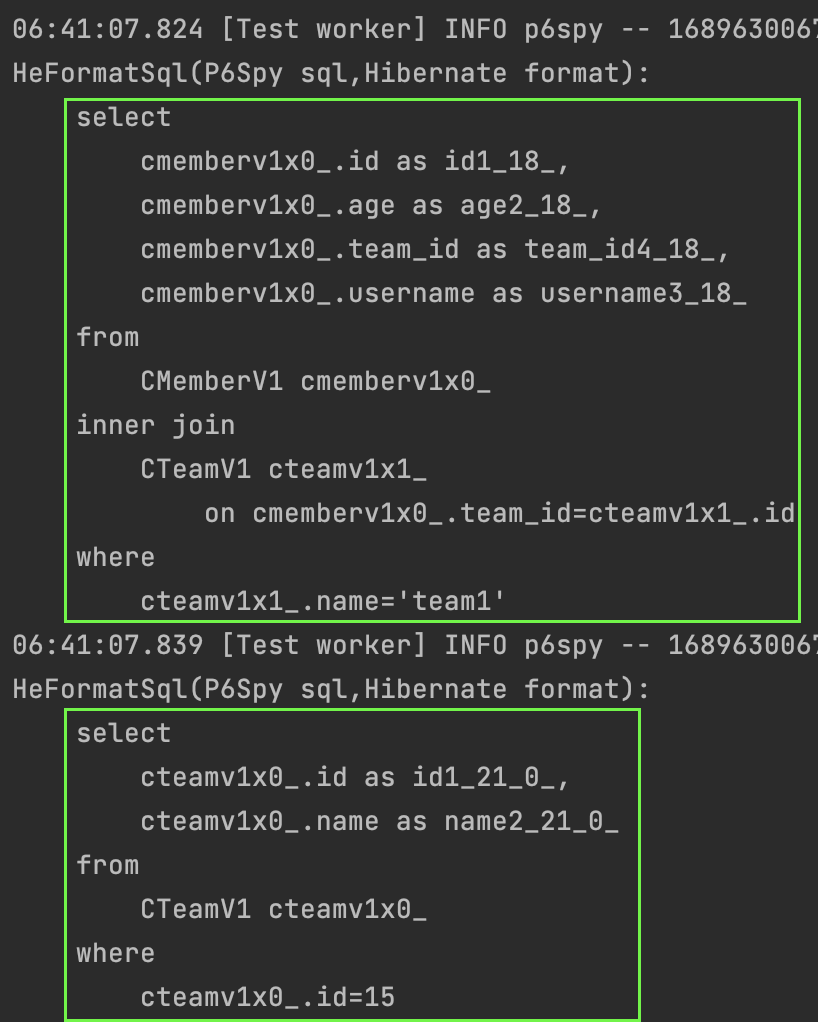 06:41:07.824 [Test worker] INFO p6spy -- 1689630067
HeFormatSql(P6Spy sql,Hibernate format):
select
cmemberv1x0_.id as id1_18_,
cmemberv1x0_.age as age2_18_,
cmemberv1x0_.team_id as team_id4_18_,
cmemberv1x0_.username as username3_18_
from
CMemberV1 cmemberv1x0_
inner join
CTeamV1 cteamv1x1_
on cmemberv1x0_.team_id=cteamv1x1_.id
where
cteamv1x1_.name='team1'
06:41:07.839 [Test worker] INFO p6spy -- 1689630067
HeFormatSql(P6Spy sql,Hibernate format):
select
cteamv1x0_.id as id1_21_0_,
cteamv1x0_.name as name2_21_0_
from
CTeamV1 cteamv1x0_
where
cteamv1x0_.id=15